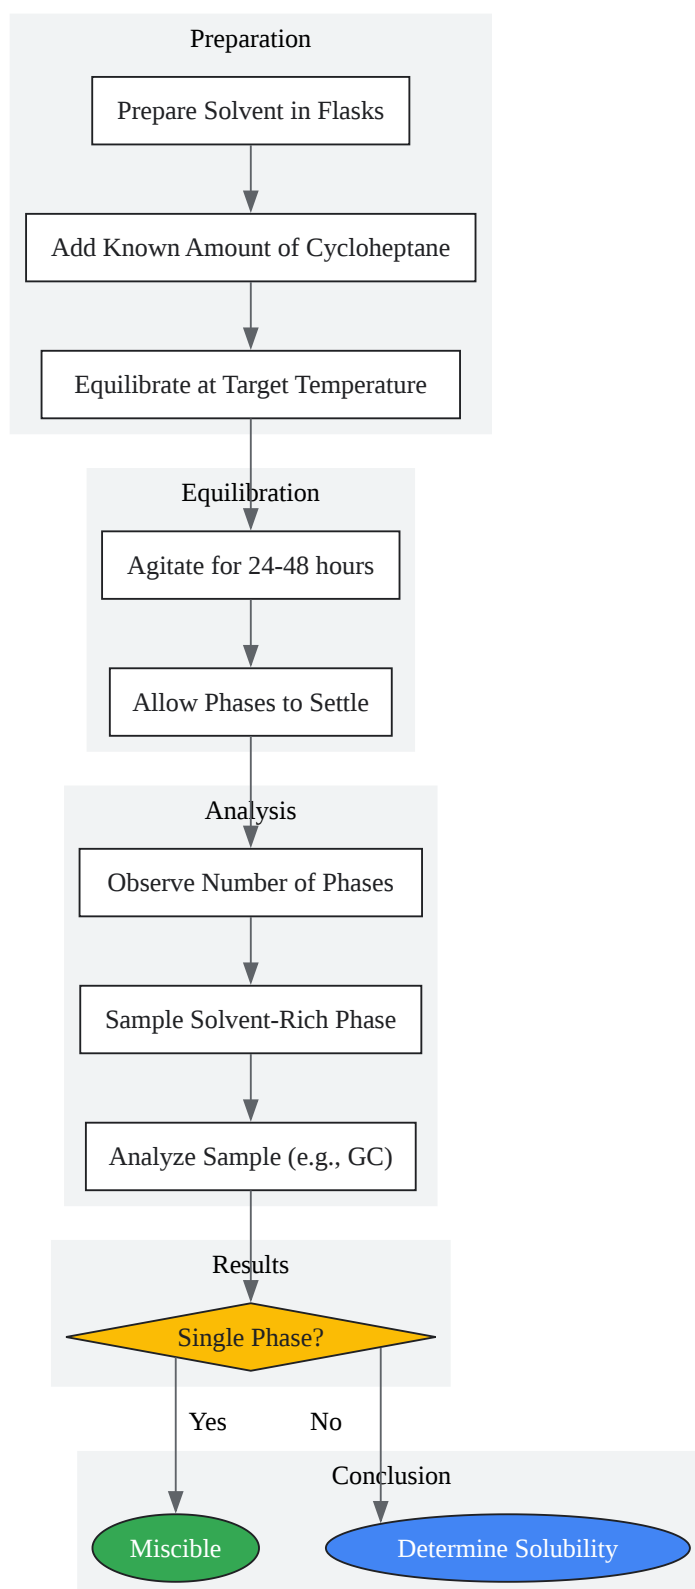 Preparation
Prepare Solvent in Flasks
Add Known Amount of Cycloheptane
Equilibrate at Target Temperature
Equilibration
Agitate for 24-48 hours
Allow Phases to Settle
Analysis
Observe Number of Phases
Sample Solvent-Rich Phase
Analyze Sample (e.g., GC)
Results
Single Phase?
Yes
No
Conclusion
Miscible
Determine Solubility